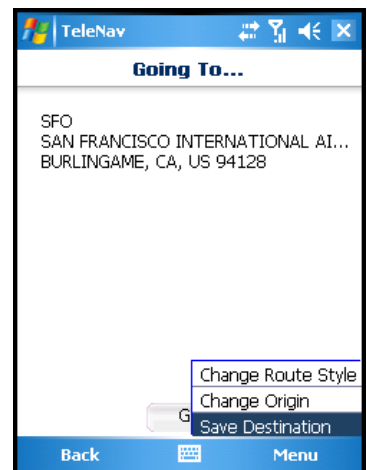 TeleNav
Going To...
SFO
SAN FRANCISCO INTERNATIONAL AI...
BURLINGAME, CA, US 94128
Change Route Style
Change Origin
G
Save Destination
Back
Menu